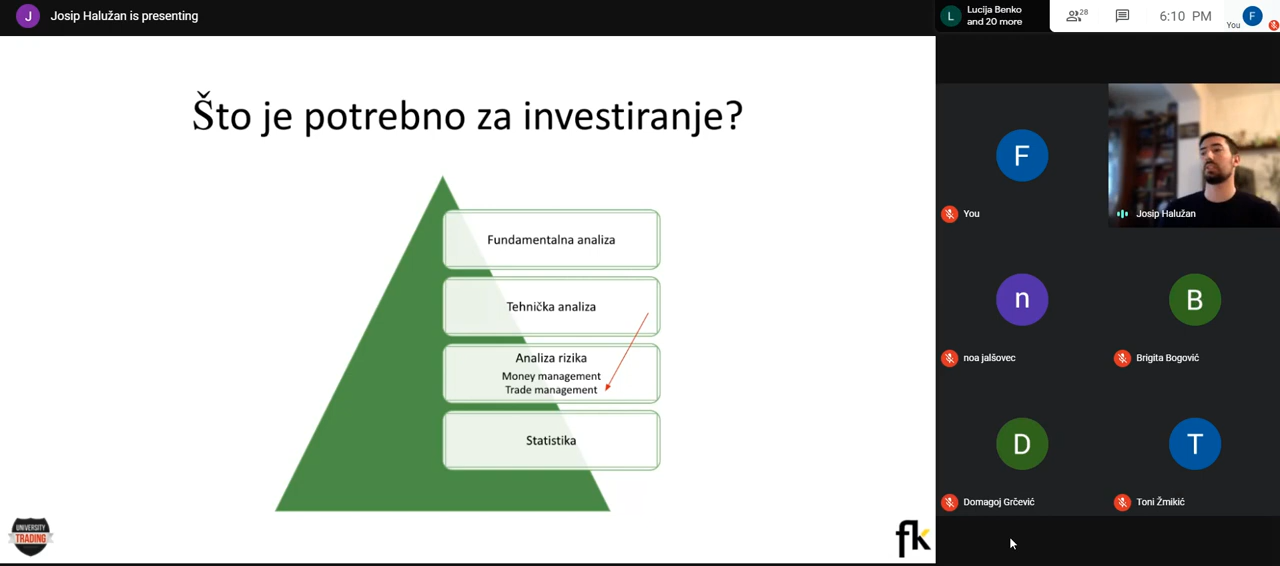 J
Josip Halužan is presenting
L
Lucija Benko
and 20 more
28
6:10 PM
You
F
Što je potrebno za investiranje?
Fundamentalna analiza
Tehnička analiza
Analiza rizika
Money management
Trade management
Statistika
UNIVERSITY
TRADING
fk
F
You
Josip Halužan
n
noa jalšovec
B
Brigita Bogović
D
Domagoj Grčević
T
Toni Žmikić